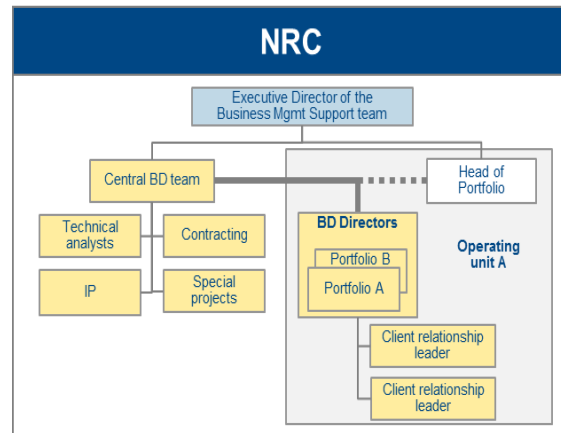 NRC
Executive Director of the
Business Mgmt Support team
Central BD team
Head of
Portfolio
Technical
analysts
Contracting
BD Directors
Portfolio B
Portfolio A
Operating
unit A
IP
Special
projects
Client relationship
leader
Client relationship
leader